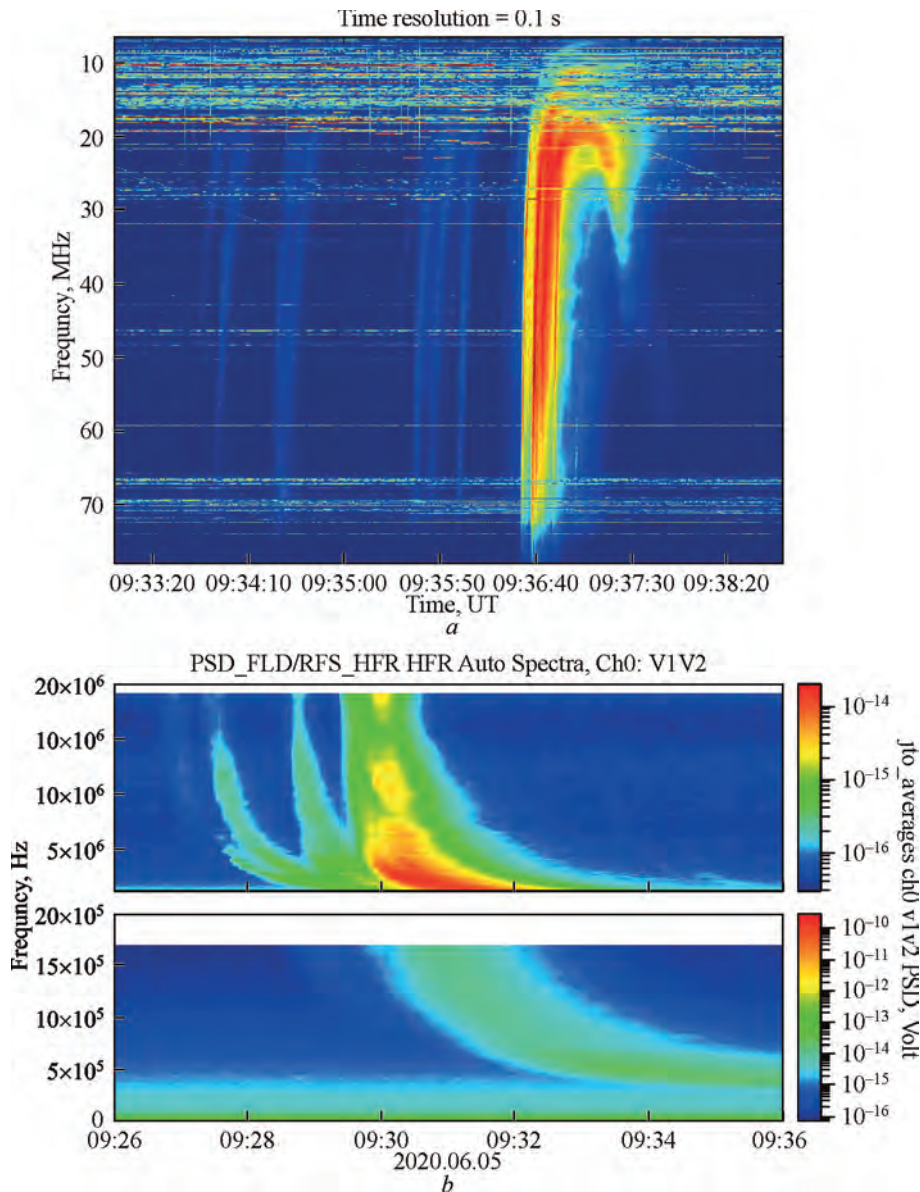 Time resolution = 0.1 s
10
20
30
40
50
60
70
Frequncy, MHz
09:33:20 09:34:10 09:35:00 09:35:50 09:36:40 09:37:30 09:38:20
Time, UT
a
PSD_FLD/RFS_HFR HFR Auto Spectra, Ch0: V1V2
20×10⁶
10×10⁶
10×10⁶
5×10⁶
20×10⁵
15×10⁵
10×10⁵
5×10⁵
0
Frequncy, Hz
10⁻¹⁴
10⁻¹⁵
10⁻¹⁶
10⁻¹⁰
10⁻¹¹
10⁻¹²
10⁻¹³
10⁻¹⁴
10⁻¹⁵
10⁻¹⁶
averages ch0 v1v2 PSD, Volt
09:26 09:28 09:30 09:32 09:34 09:36
2020.06.05
b